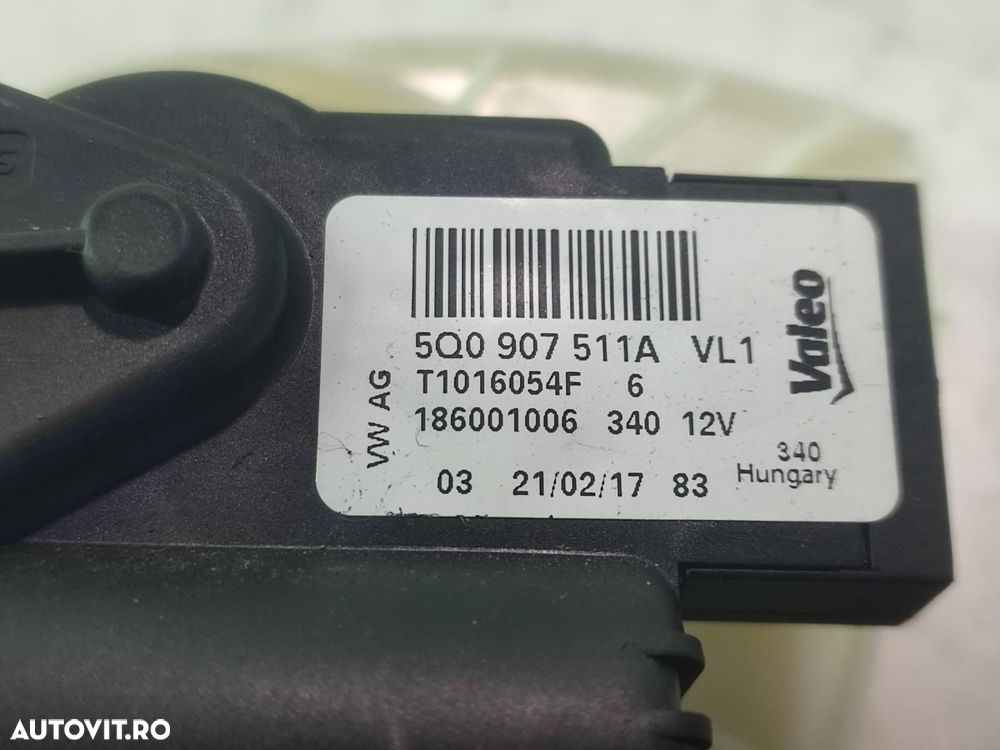 5Q0 907 511A VL1
T1016054F 6
186001006 340 12V
03 21/02/17 83
VW AG
Valeo
340
Hungary
AUTOVIT.RO